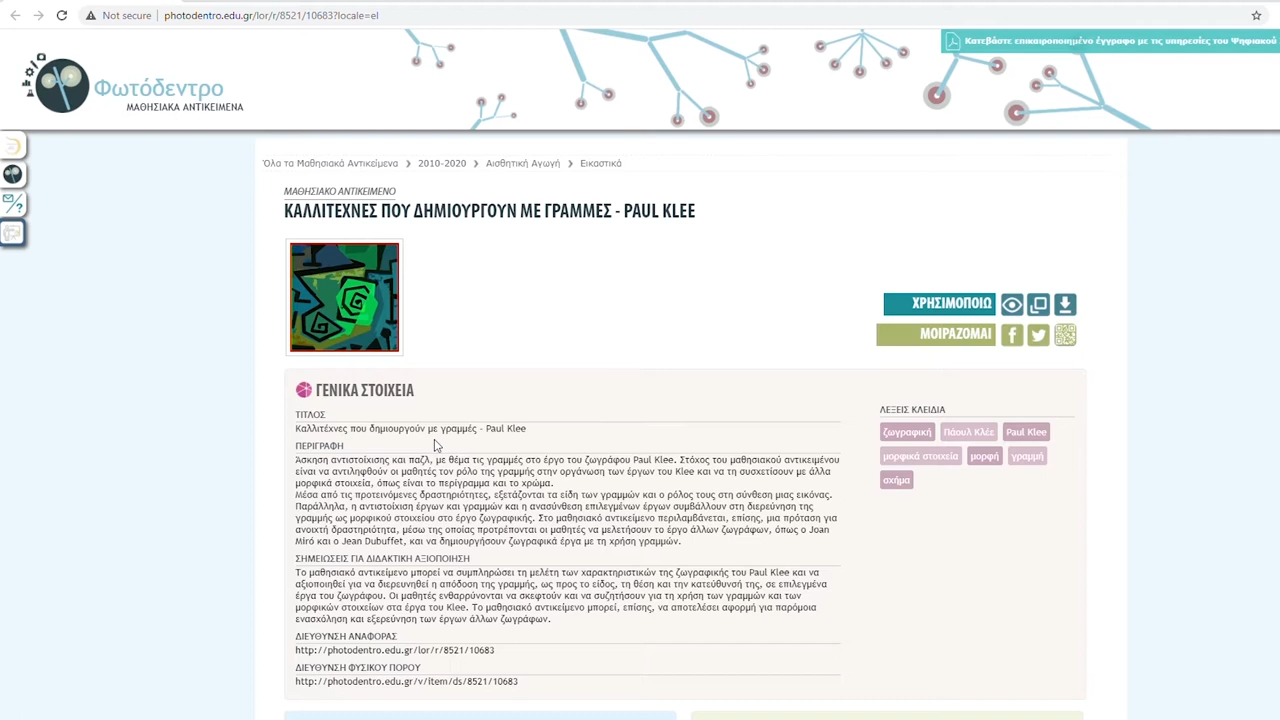 Not secure
photodentro.edu.gr/lor/r/8521/10683?locale=el
Κατεβάστε επικαιροποιημένο έγγραφο με τις υπηρεσίες του Ψηφιακού
Φωτόδεντρο
ΜΑΘΗΣΙΑΚΑ ΑΝΤΙΚΕΙΜΕΝΑ
Όλα τα Μαθησιακά Αντικείμενα ❯ 2010-2020 ❯ Αισθητική Αγωγή ❯ Εικαστικά
ΜΑΘΗΣΙΑΚΟ ΑΝΤΙΚΕΙΜΕΝΟ
ΚΑΛΛΙΤΕΧΝΕΣ ΠΟΥ ΔΗΜΙΟΥΡΓΟΥΝ ΜΕ ΓΡΑΜΜΕΣ - PAUL KLEE
ΧΡΗΣΙΜΟΠΟΙΩ
ΜΟΙΡΑΖΟΜΑΙ
ΓΕΝΙΚΑ ΣΤΟΙΧΕΙΑ
ΤΙΤΛΟΣ
Καλλιτέχνες που δημιουργούν με γραμμές - Paul Klee
ΠΕΡΙΓΡΑΦΗ
Άσκηση αντιστοίχισης και παζλ, με θέμα τις γραμμές στο έργο του ζωγράφου Paul Klee. Στόχος του μαθησιακού αντικειμένου
είναι να αντιληφθούν οι μαθητές τον ρόλο της γραμμής στην οργάνωση των έργων του Klee και να τη συσχετίσουν με άλλα
μορφικά στοιχεία, όπως είναι το περίγραμμα και το χρώμα.
Μέσα από τις προτεινόμενες δραστηριότητες, εξετάζονται τα είδη των γραμμών και ο ρόλος τους στη σύνθεση μιας εικόνας.
Παράλληλα, η αντιστοίχιση έργων και γραμμών και η ανασύνθεση επιλεγμένων έργων συμβάλλουν στη διερεύνηση της
γραμμής ως μορφικού στοιχείου στο έργο ζωγραφικής. Στο μαθησιακό αντικείμενο περιλαμβάνεται, επίσης, μια πρόταση για
ανοιχτή δραστηριότητα, μέσω της οποίας προτρέπονται οι μαθητές να μελετήσουν το έργο άλλων ζωγράφων, όπως ο Joan
Miró και ο Jean Dubuffet, και να δημιουργήσουν ζωγραφικά έργα με τη χρήση γραμμών.
ΣΗΜΕΙΩΣΕΙΣ ΓΙΑ ΔΙΔΑΚΤΙΚΗ ΑΞΙΟΠΟΙΗΣΗ
Το μαθησιακό αντικείμενο μπορεί να συμπληρώσει τη μελέτη των χαρακτηριστικών της ζωγραφικής του Paul Klee και να
αξιοποιηθεί για να διερευνηθεί η απόδοση της γραμμής, ως προς το είδος, τη θέση και την κατεύθυνσή της, σε επιλεγμένα
έργα του ζωγράφου. Οι μαθητές ενθαρρύνονται να σκεφτούν και να συζητήσουν για τη χρήση των γραμμών και των
μορφικών στοιχείων στα έργα του Klee. Το μαθησιακό αντικείμενο μπορεί, επίσης, να αποτελέσει αφορμή για παρόμοια
ενασχόληση και εξερεύνηση των έργων άλλων ζωγράφων.
ΔΙΕΥΘΥΝΣΗ ΑΝΑΦΟΡΑΣ
http://photodentro.edu.gr/lor/r/8521/10683
ΔΙΕΥΘΥΝΣΗ ΦΥΣΙΚΟΥ ΠΟΡΟΥ
http://photodentro.edu.gr/v/item/ds/8521/10683
ΛΕΞΕΙΣ ΚΛΕΙΔΙΑ
ζωγραφική Πάουλ Κλέε Paul Klee
μορφικά στοιχεία μορφή γραμμή
σχήμα